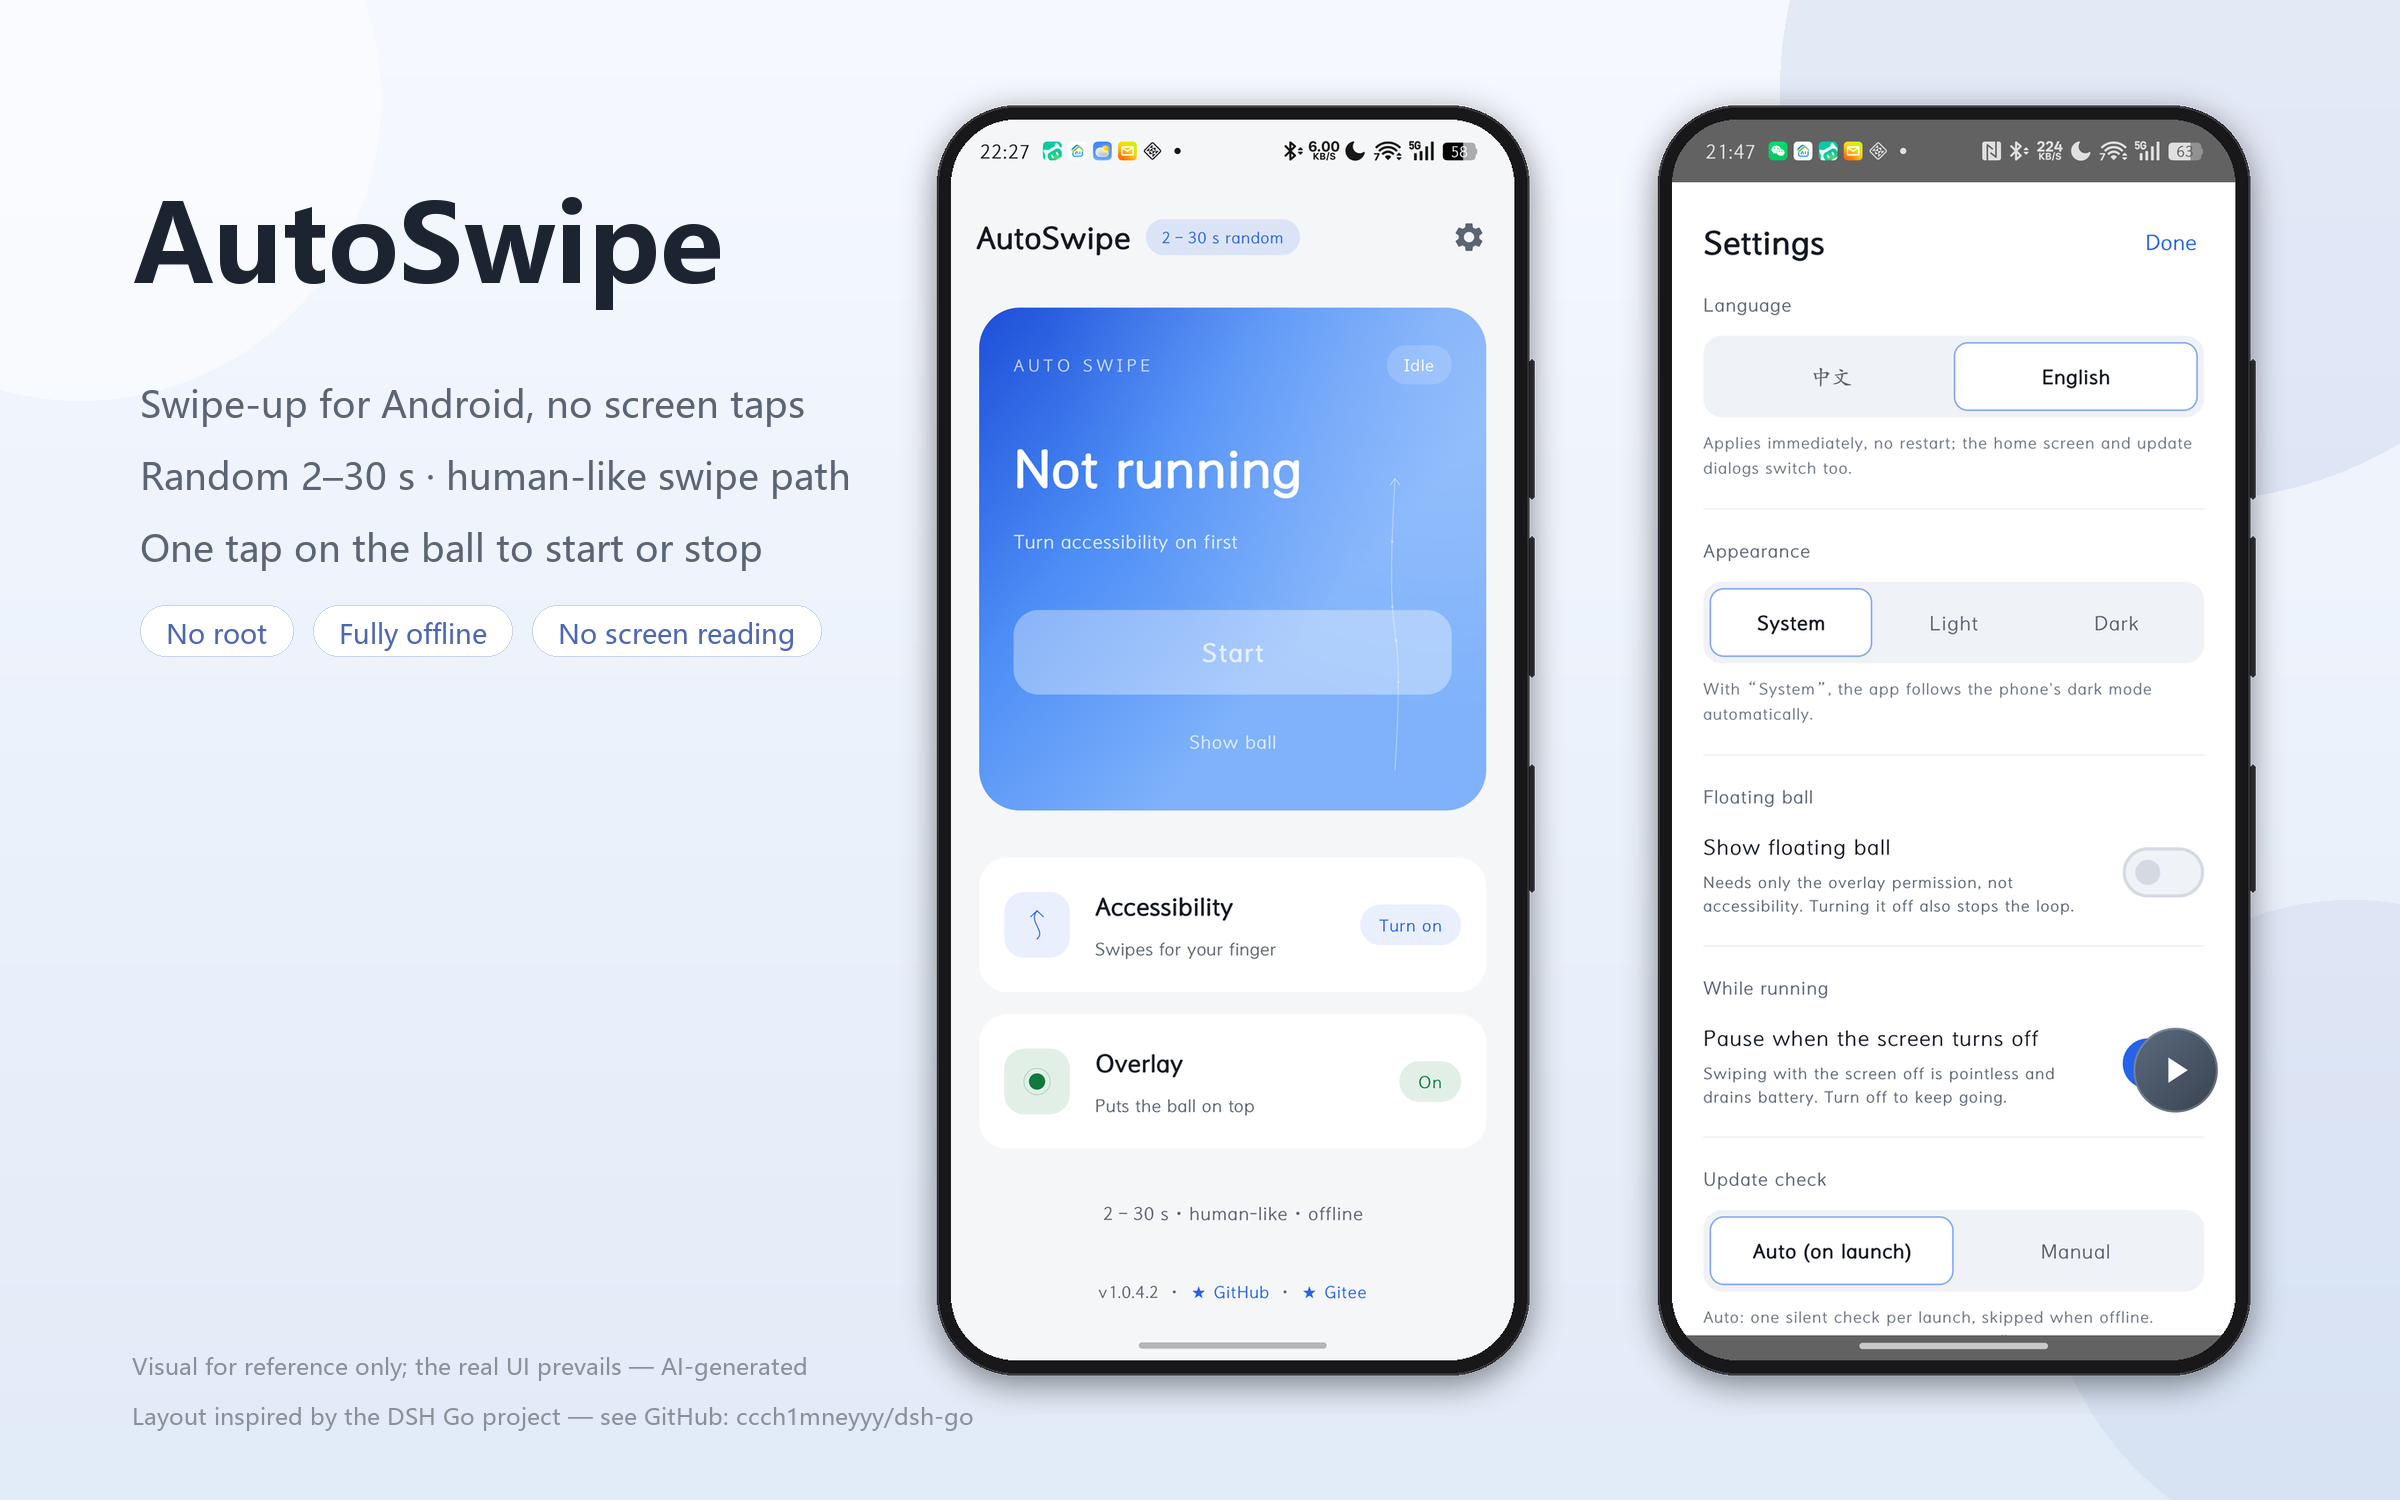 AutoSwipe
Swipe-up for Android, no screen taps
Random 2–30 s · human-like swipe path
One tap on the ball to start or stop
No root
Fully offline
No screen reading
Visual for reference only; the real UI prevails — AI-generated
Layout inspired by the DSH Go project — see GitHub: ccch1mneyyy/dsh-go
22:27
6.00 KB/S
5G
58
AutoSwipe
2 – 30 s random
AUTO SWIPE
Idle
Not running
Turn accessibility on first
Start
Show ball
Accessibility
Swipes for your finger
Turn on
Overlay
Puts the ball on top
On
2 – 30 s • human-like • offline
v1.0.4.2 • ★ GitHub • ★ Gitee
21:47
224 KB/S
5G
63
Settings
Done
Language
中文
English
Applies immediately, no restart; the home screen and update
dialogs switch too.
Appearance
System
Light
Dark
With “System”, the app follows the phone's dark mode
automatically.
Floating ball
Show floating ball
Needs only the overlay permission, not
accessibility. Turning it off also stops the loop.
While running
Pause when the screen turns off
Swiping with the screen off is pointless and
drains battery. Turn off to keep going.
Update check
Auto (on launch)
Manual
Auto: one silent check per launch, skipped when offline.